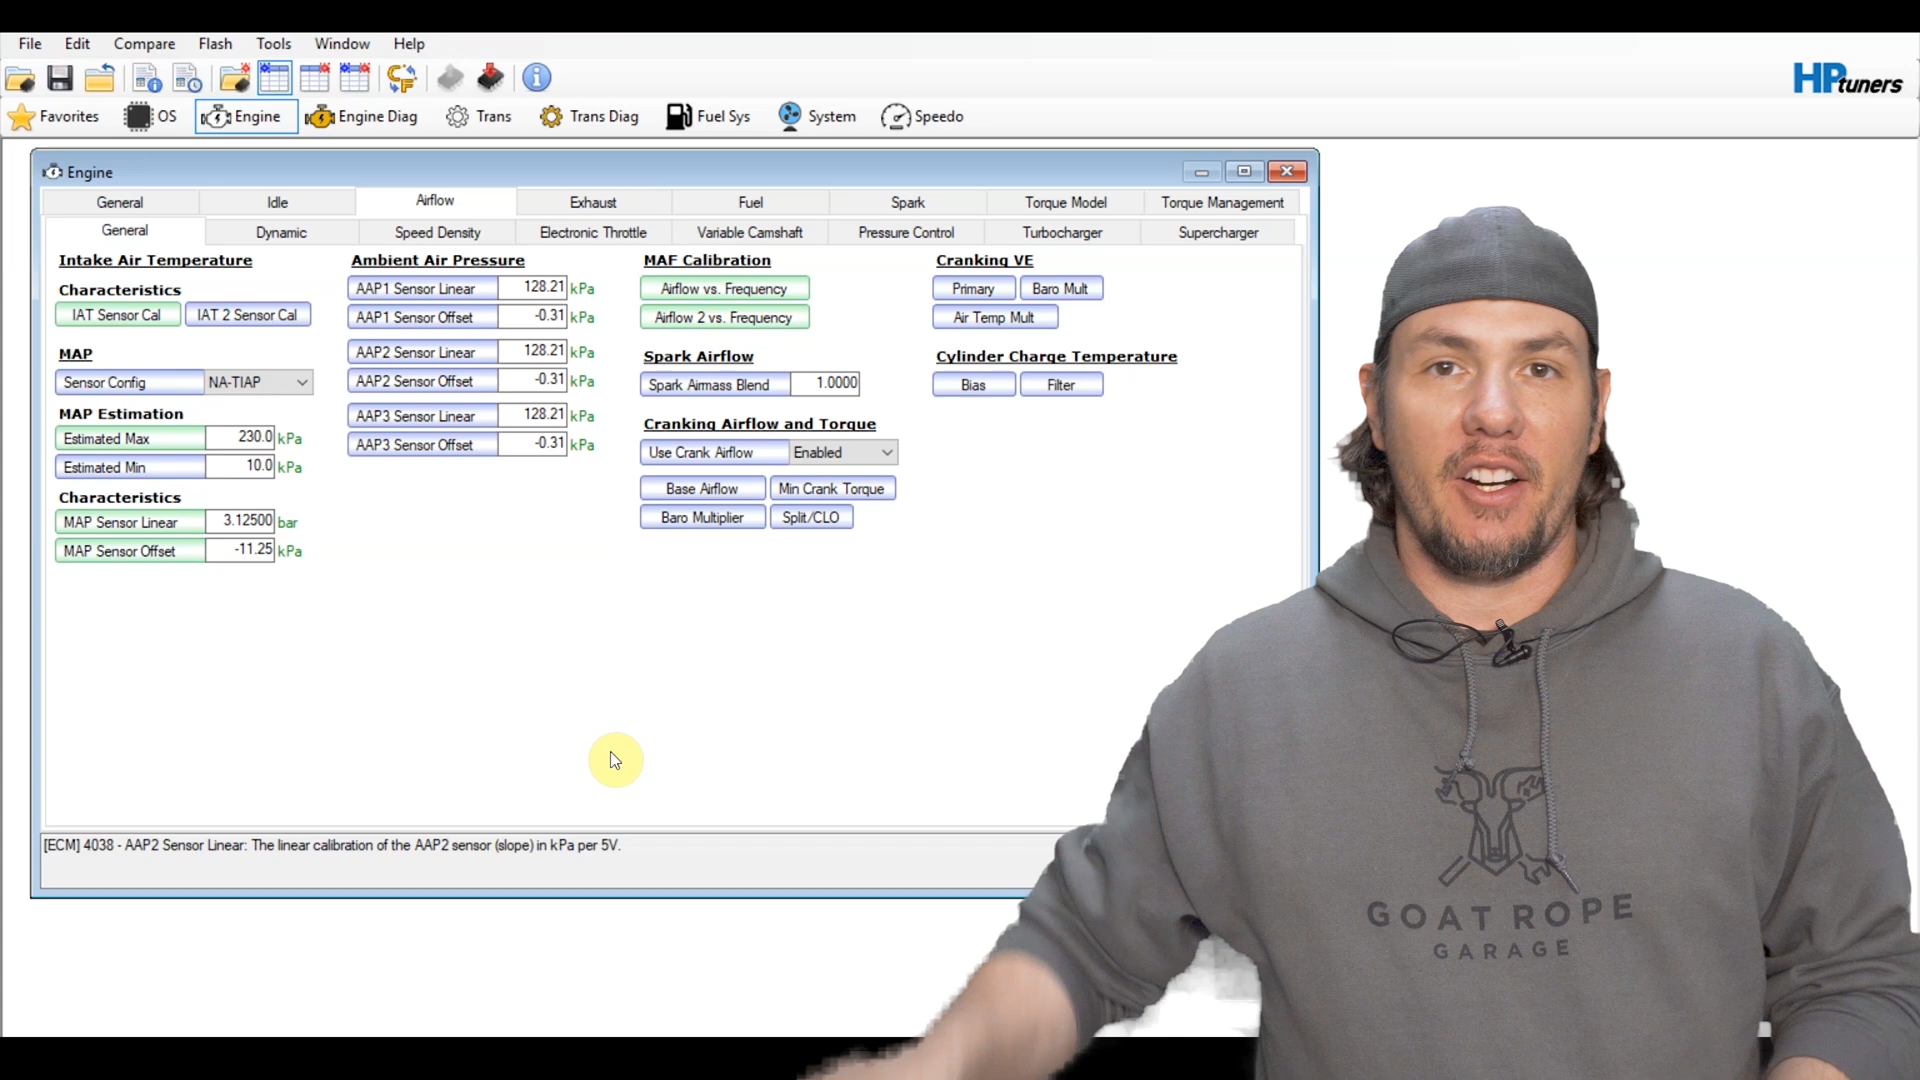 File Edit Compare Flash Tools Window Help
HPtuners
Favorites OS Engine Engine Diag Trans Trans Diag Fuel Sys System Speedo
Engine
General Idle Airflow Exhaust Fuel Spark Torque Model Torque Management
General Dynamic Speed Density Electronic Throttle Variable Camshaft Pressure Control Turbocharger Supercharger
Intake Air Temperature
Characteristics
IAT Sensor Cal IAT 2 Sensor Cal
MAP
Sensor Config NA-TIAP
MAP Estimation
Estimated Max 230.0 kPa
Estimated Min 10.0 kPa
Characteristics
MAP Sensor Linear 3.12500 bar
MAP Sensor Offset -11.25 kPa
Ambient Air Pressure
AAP1 Sensor Linear 128.21 kPa
AAP1 Sensor Offset -0.31 kPa
AAP2 Sensor Linear 128.21 kPa
AAP2 Sensor Offset -0.31 kPa
AAP3 Sensor Linear 128.21 kPa
AAP3 Sensor Offset -0.31 kPa
MAF Calibration
Airflow vs. Frequency
Airflow 2 vs. Frequency
Spark Airflow
Spark Airmass Blend 1.0000
Cranking Airflow and Torque
Use Crank Airflow Enabled
Base Airflow Min Crank Torque
Baro Multiplier Split/CLO
Cranking VE
Primary Baro Mult
Air Temp Mult
Cylinder Charge Temperature
Bias Filter
[ECM] 4038 - AAP2 Sensor Linear: The linear calibration of the AAP2 sensor (slope) in kPa per 5V.
GOAT ROPE
GARAGE